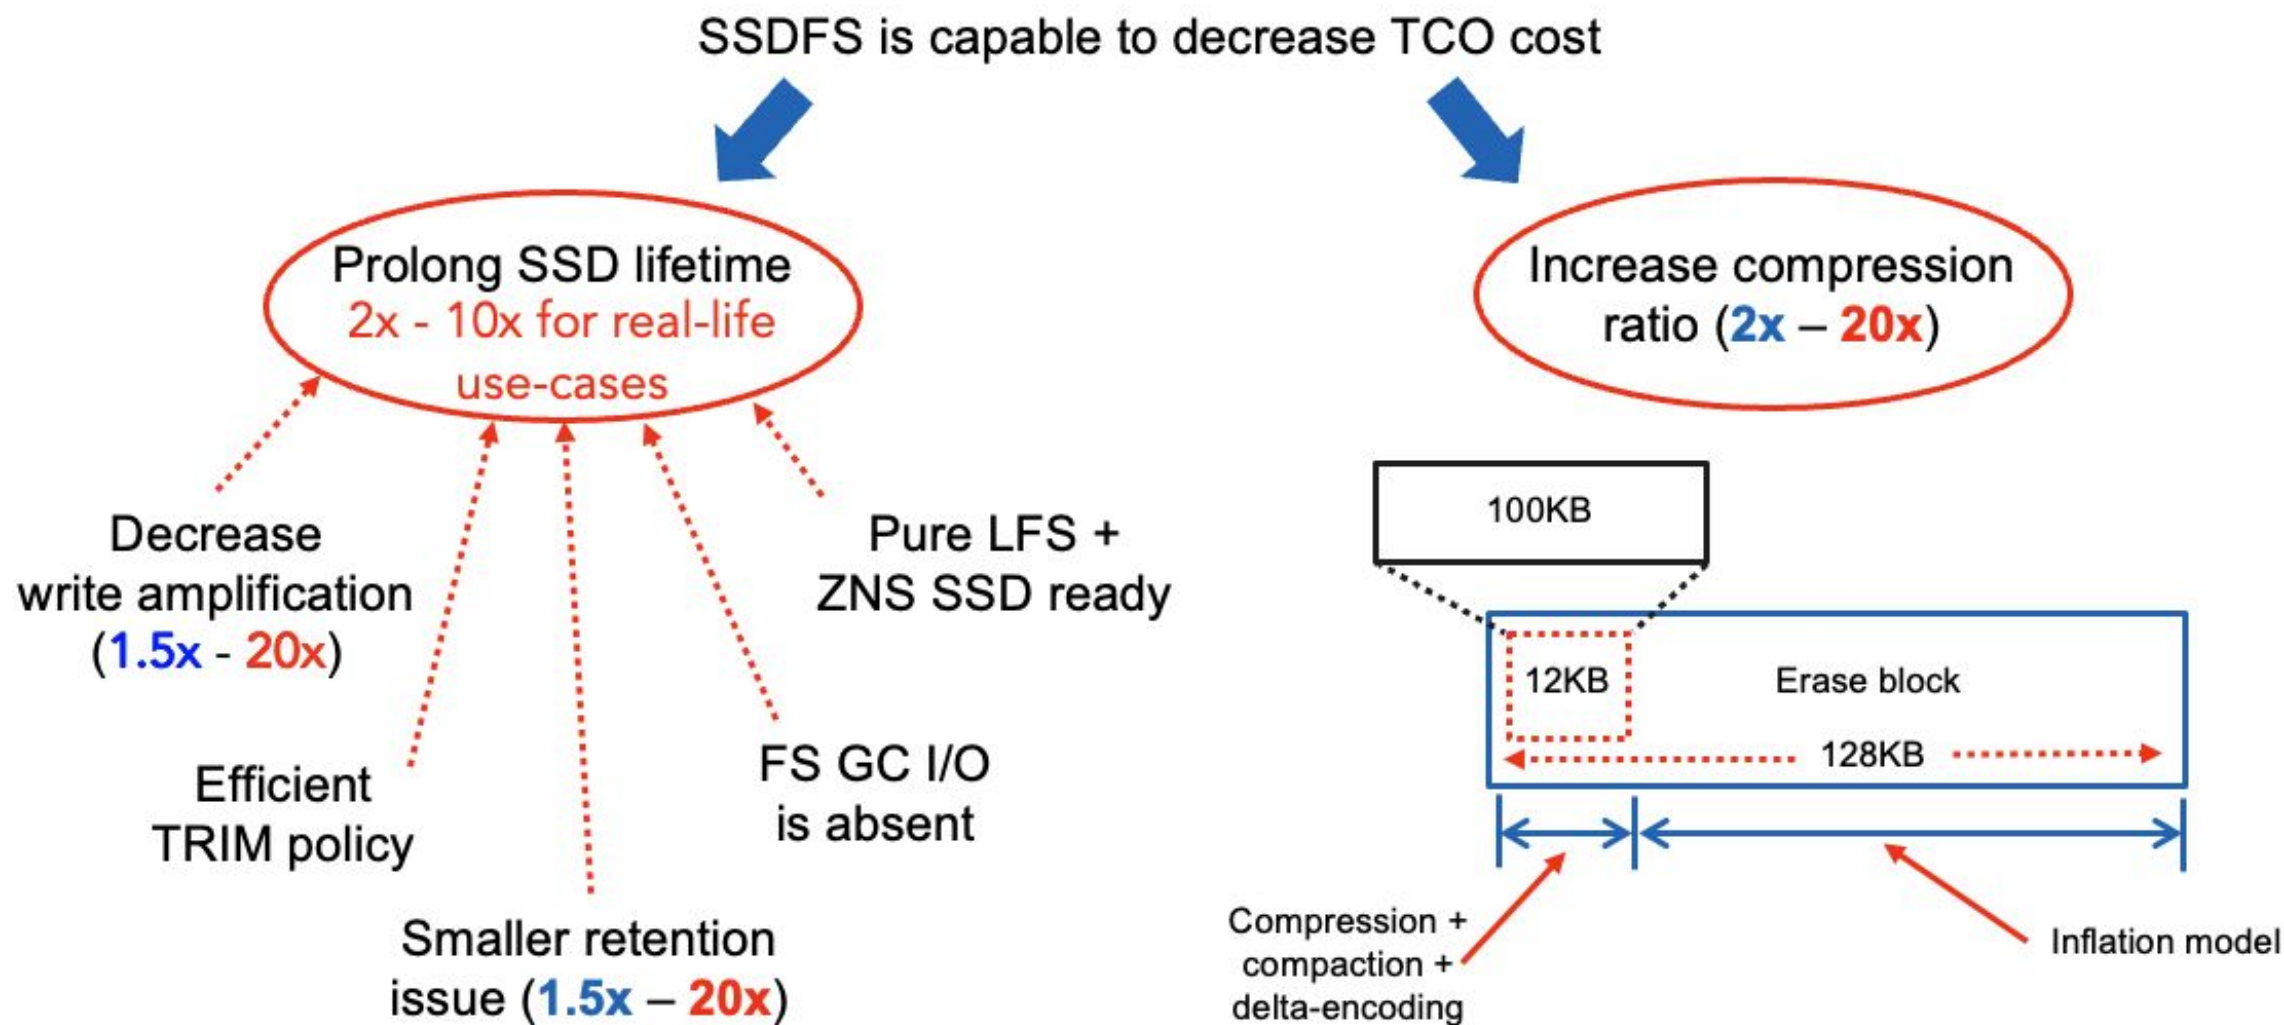 SSDFS is capable to decrease TCO cost
Prolong SSD lifetime
2x - 10x for real-life
use-cases
Increase compression
ratio (2x – 20x)
Decrease
write amplification
(1.5x - 20x)
Efficient
TRIM policy
Smaller retention
issue (1.5x – 20x)
FS GC I/O
is absent
Pure LFS +
ZNS SSD ready
100KB
12KB
Erase block
128KB
Compression +
compaction +
delta-encoding
Inflation model